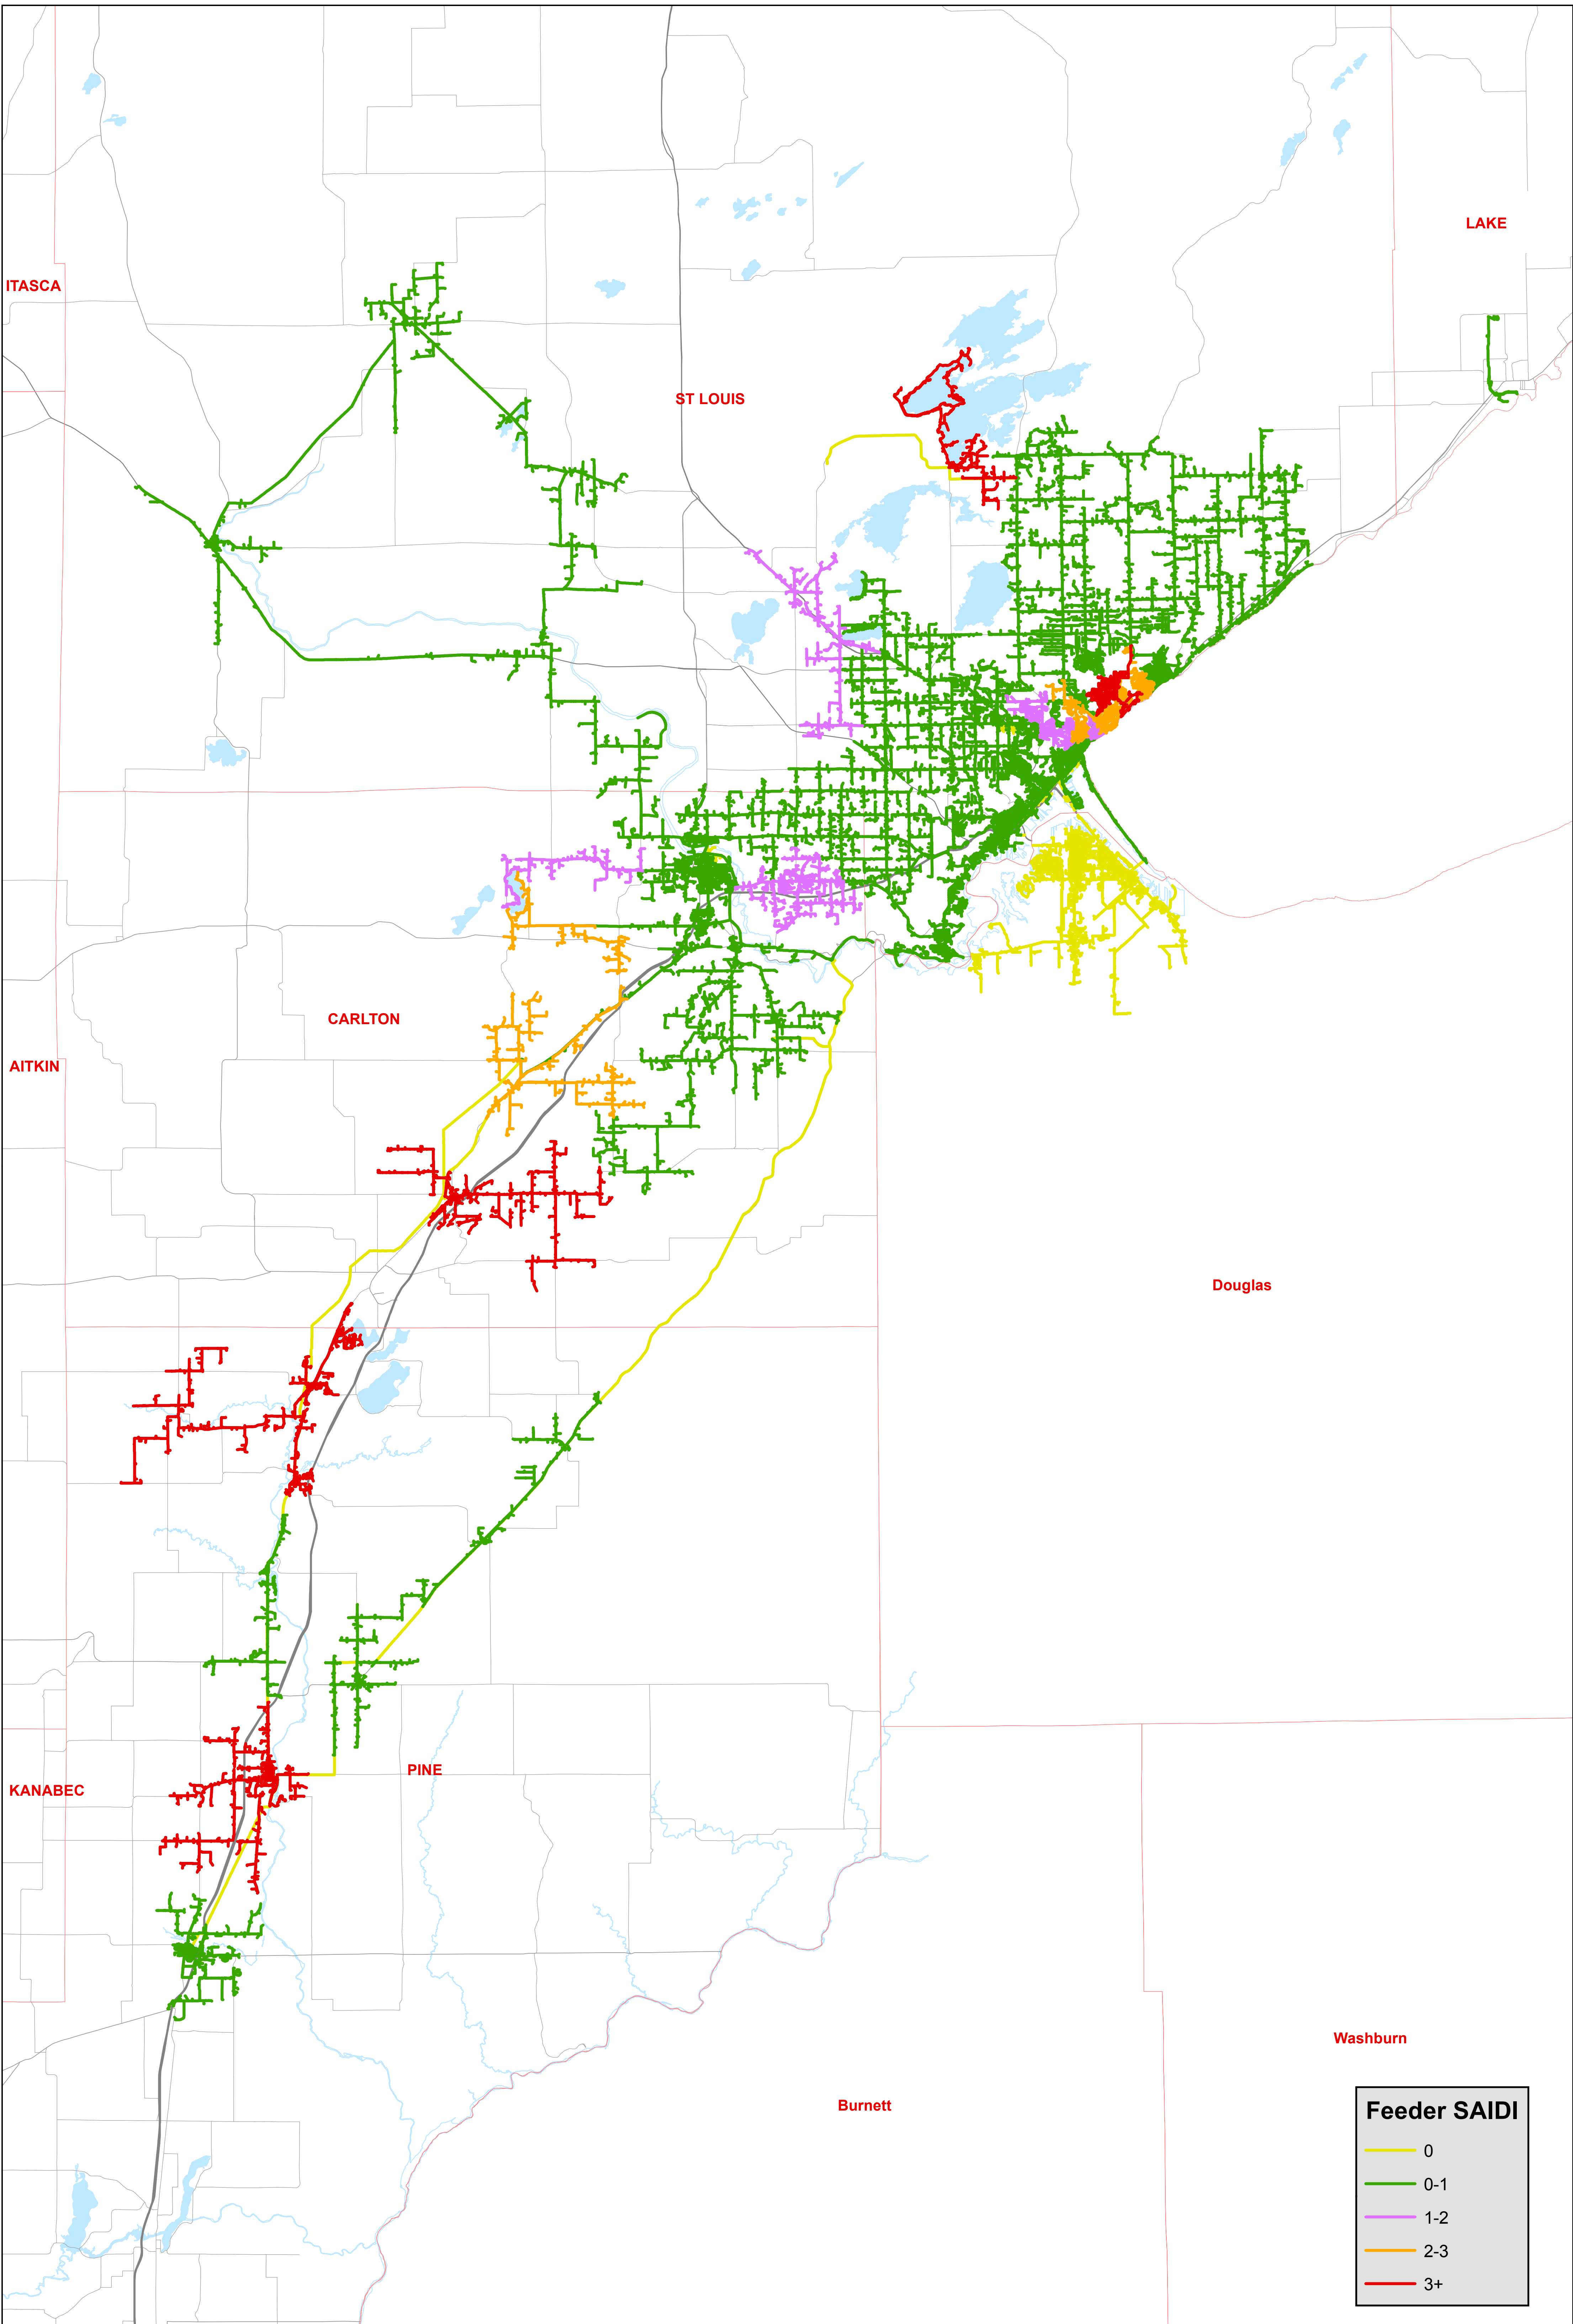 LAKE
ITASCA
ST LOUIS
CARLTON
AITKIN
Douglas
PINE
KANABEC
Washburn
Burnett
Feeder SAIDI
0
0-1
1-2
2-3
3+